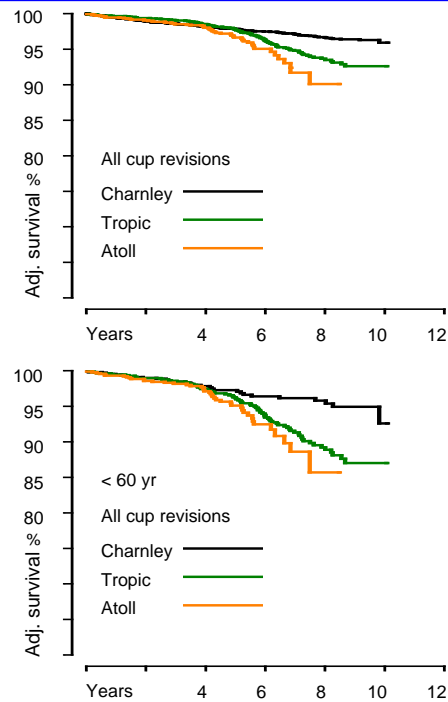 100
95
90
85
80
Adj. survival %
All cup revisions
Charnley
Tropic
Atoll
Years 4 6 8 10 12
100
95
90
85
80
Adj. survival %
< 60 yr
All cup revisions
Charnley
Tropic
Atoll
Years 4 6 8 10 12